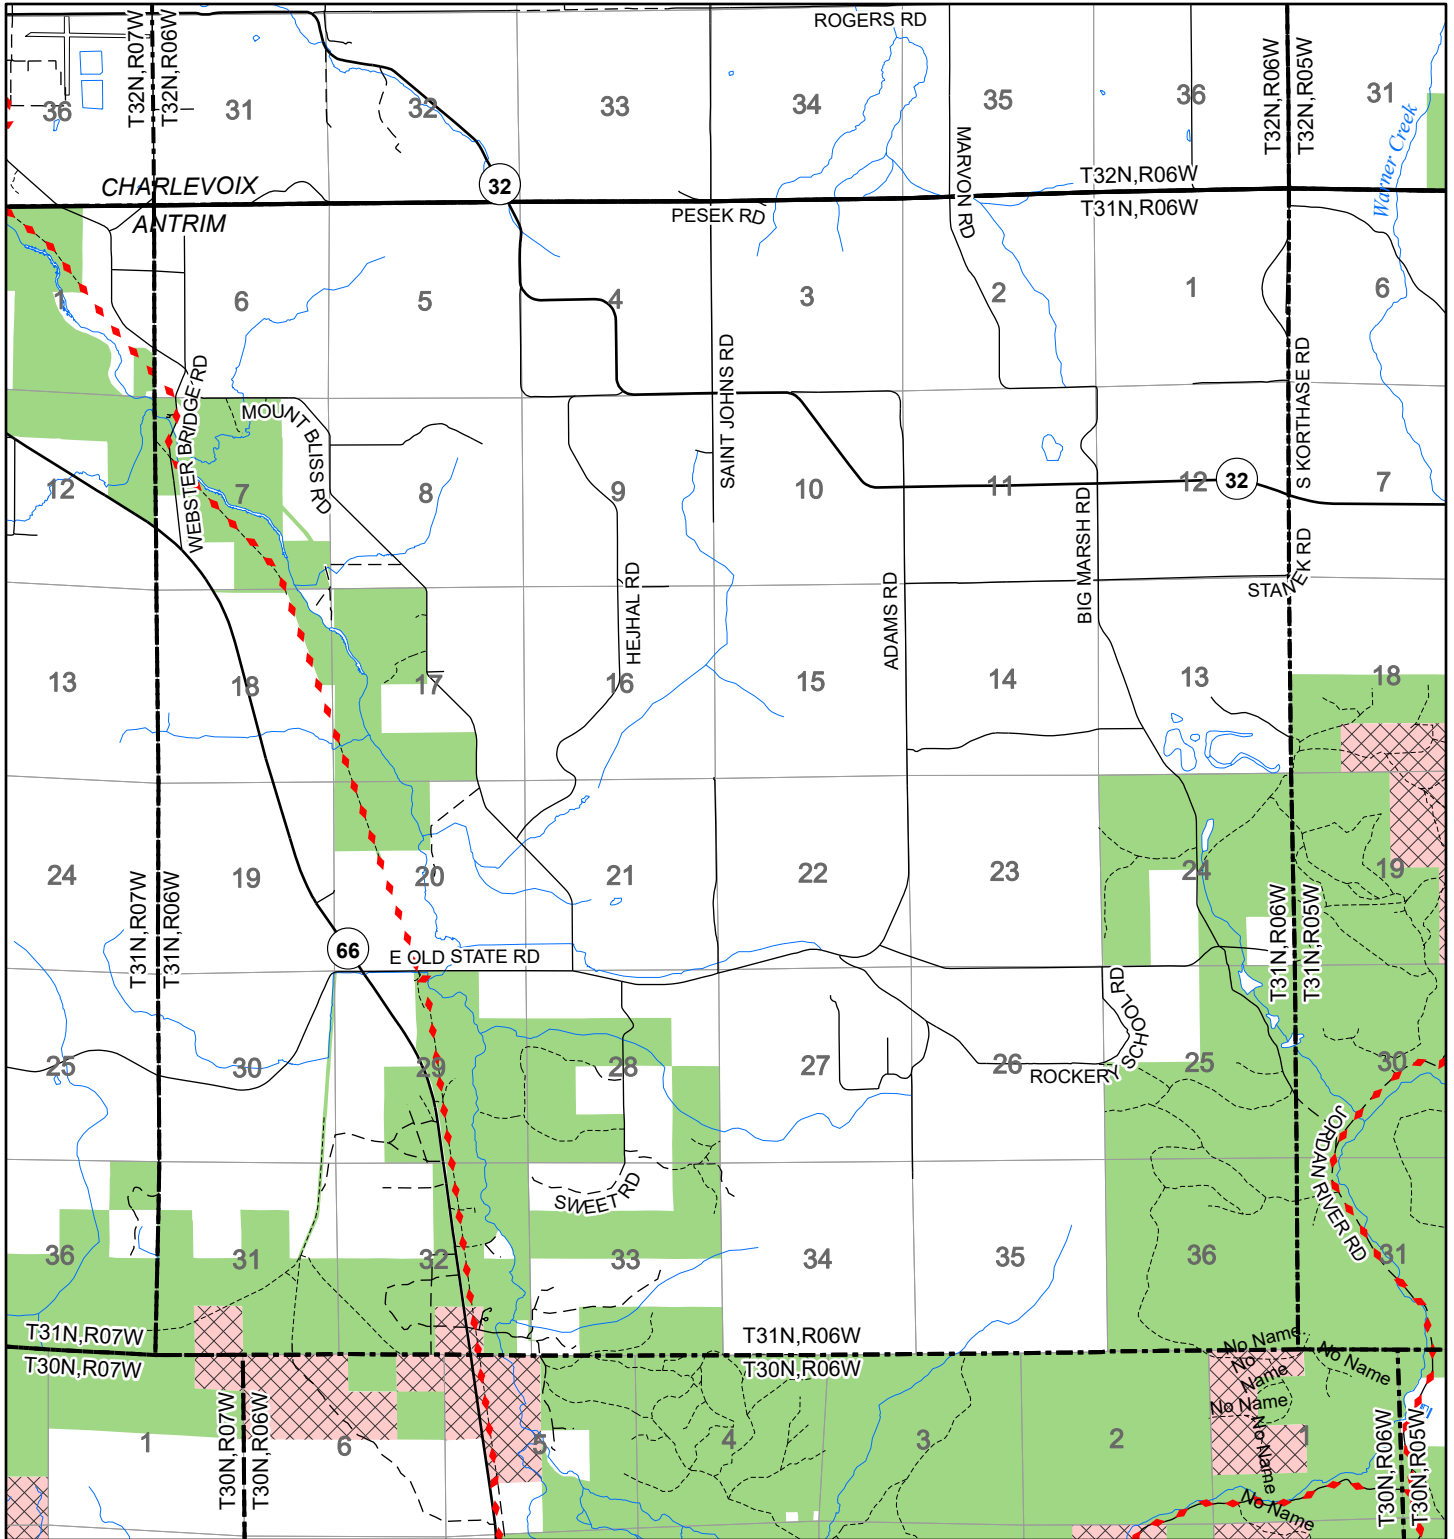 ROGERS RD
T32N,R07W
T32N,R06W
T32N,R06W
T32N,R05W
36
31
32
33
34
35
36
31
Warner Creek
CHARLEVOIX
ANTRIM
32
PESEK RD
MARVON RD
T32N,R06W
T31N,R06W
1
6
5
4
3
2
1
6
WEBSTER BRIDGE RD
MOUNT BLISS RD
SAINT JOHNS RD
S KORTHASE RD
12
7
8
9
10
11
12
32
7
HEJHAL RD
ADAMS RD
BIG MARSH RD
STANEK RD
13
18
17
16
15
14
13
18
24
19
20
21
22
23
24
19
T31N,R07W
T31N,R06W
T31N,R06W
T31N,R05W
66
E OLD STATE RD
25
30
29
28
27
26
ROCKERY SCHOOL RD
25
30
JORDAN RIVER RD
SWEET RD
36
31
32
33
34
35
36
31
T31N,R07W
T30N,R07W
T31N,R06W
T30N,R06W
No Name
No Name
No
Name
No Name
No Name
No Name
T30N,R07W
T30N,R06W
T30N,R06W
T30N,R05W
1
6
5
4
3
2
1